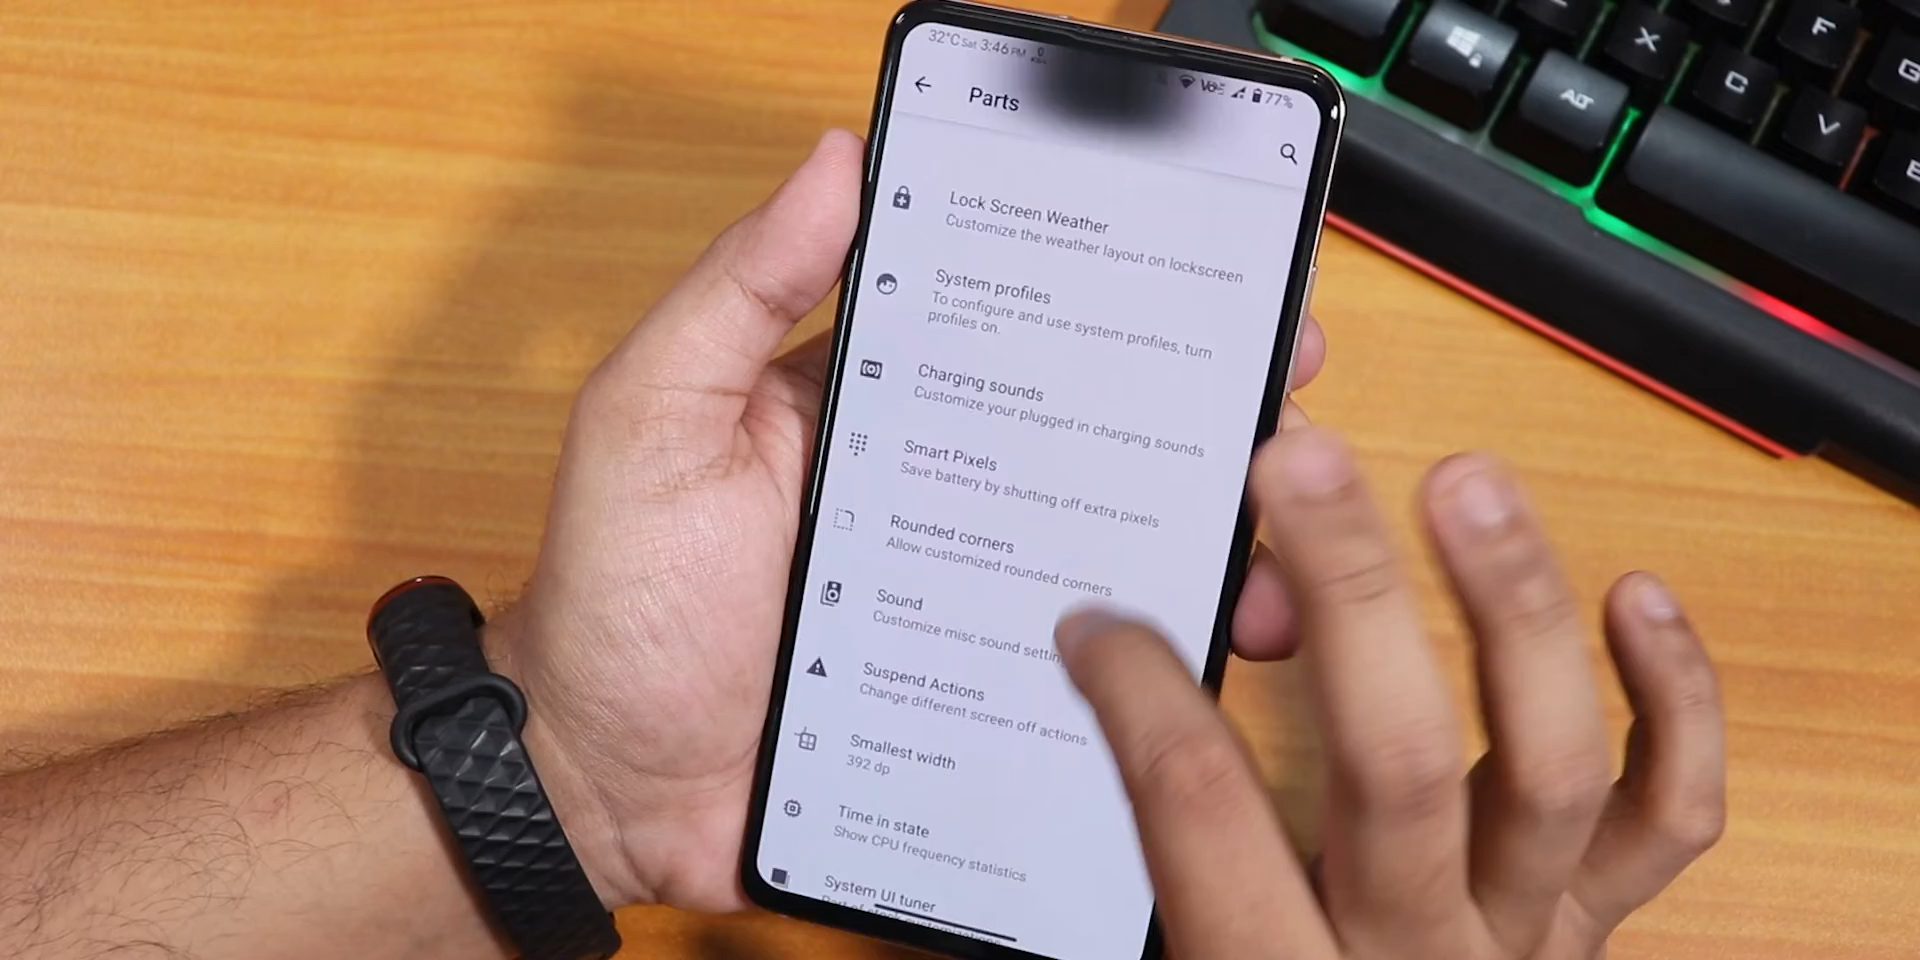 32°C Sat 3:46 PM 0
77%
Parts
Lock Screen Weather
Customize the weather layout on lockscreen
System profiles
To configure and use system profiles, turn
profiles on.
Charging sounds
Customize your plugged in charging sounds
Smart Pixels
Save battery by shutting off extra pixels
Rounded corners
Allow customized rounded corners
Sound
Customize misc sound
Suspend Actions
Change different screen off actions
Smallest width
392 dp
Time in state
Show CPU frequency statistics
System UI tuner
X
F
ALT
C
V
G